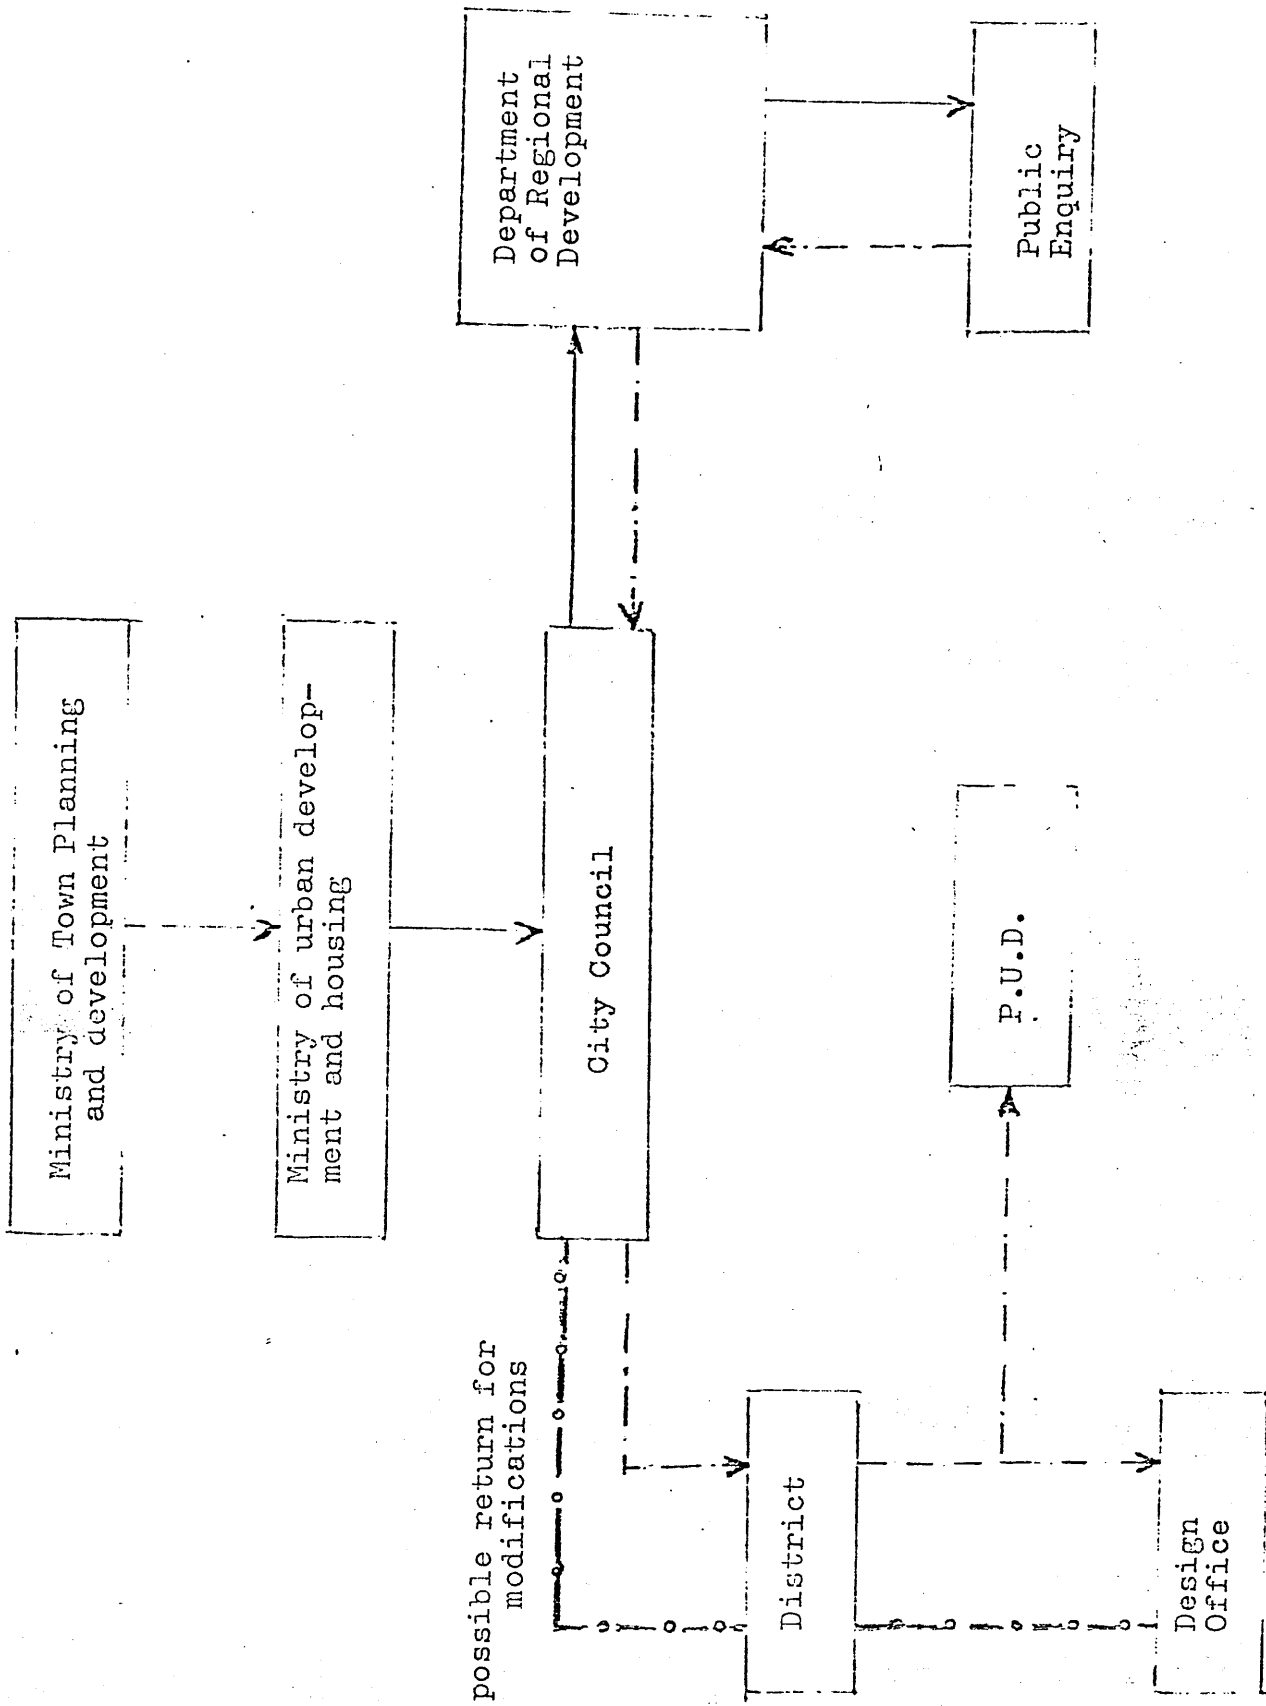 Ministry of Town Planning
and development
Ministry of urban develop-
ment and housing
City Council
Department
of Regional
Development
Public
Enquiry
possible return for
modifications
District
P.U.D.
Design
Office